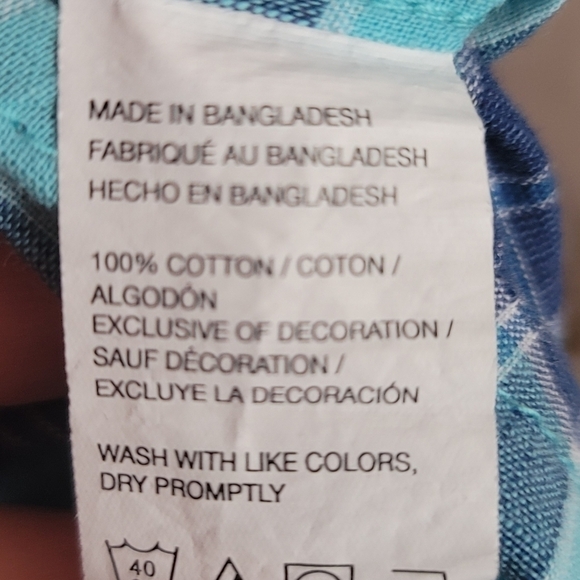 MADE IN BANGLADESH
FABRIQUÉ AU BANGLADESH
HECHO EN BANGLADESH
100% COTTON / COTON /
ALGODÓN
EXCLUSIVE OF DECORATION /
SAUF DÉCORATION /
EXCLUYE LA DECORACIÓN
WASH WITH LIKE COLORS,
DRY PROMPTLY
40